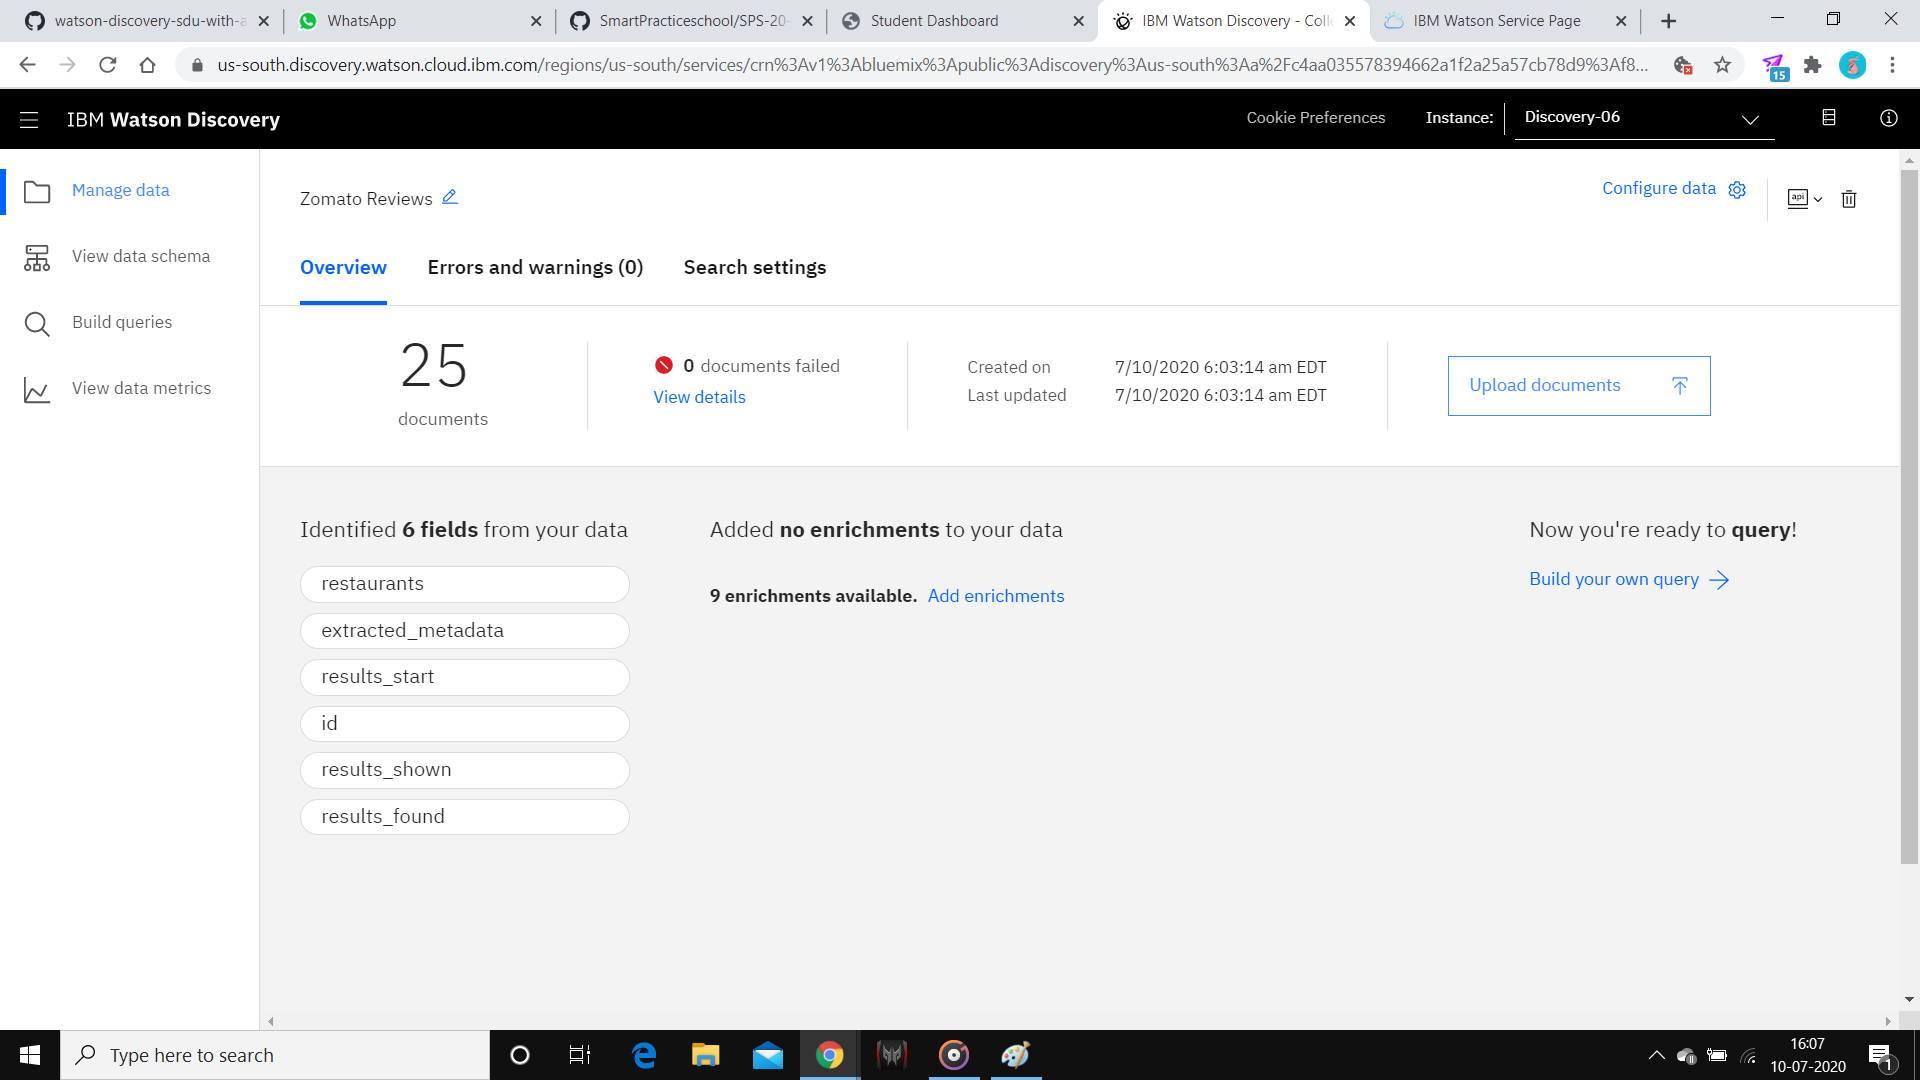 watson-discovery-sdu-with-a
WhatsApp
SmartPracticeschool/SPS-20-
Student Dashboard
IBM Watson Discovery - Coll
IBM Watson Service Page
us-south.discovery.watson.cloud.ibm.com/regions/us-south/services/crn%3Av1%3Abluemix%3Apublic%3Adiscovery%3Aus-south%3Aa%2Fc4aa035578394662a1f2a25a57cb78d9%3Af8...
15
IBM Watson Discovery
Cookie Preferences
Instance:
Discovery-06
Manage data
View data schema
Build queries
View data metrics
Zomato Reviews
Configure data
api
Overview
Errors and warnings (0)
Search settings
25
documents
0 documents failed
View details
Created on 7/10/2020 6:03:14 am EDT
Last updated 7/10/2020 6:03:14 am EDT
Upload documents
Identified 6 fields from your data
restaurants
extracted_metadata
results_start
id
results_shown
results_found
Added no enrichments to your data
9 enrichments available. Add enrichments
Now you're ready to query!
Build your own query
Type here to search
16:07
10-07-2020
1